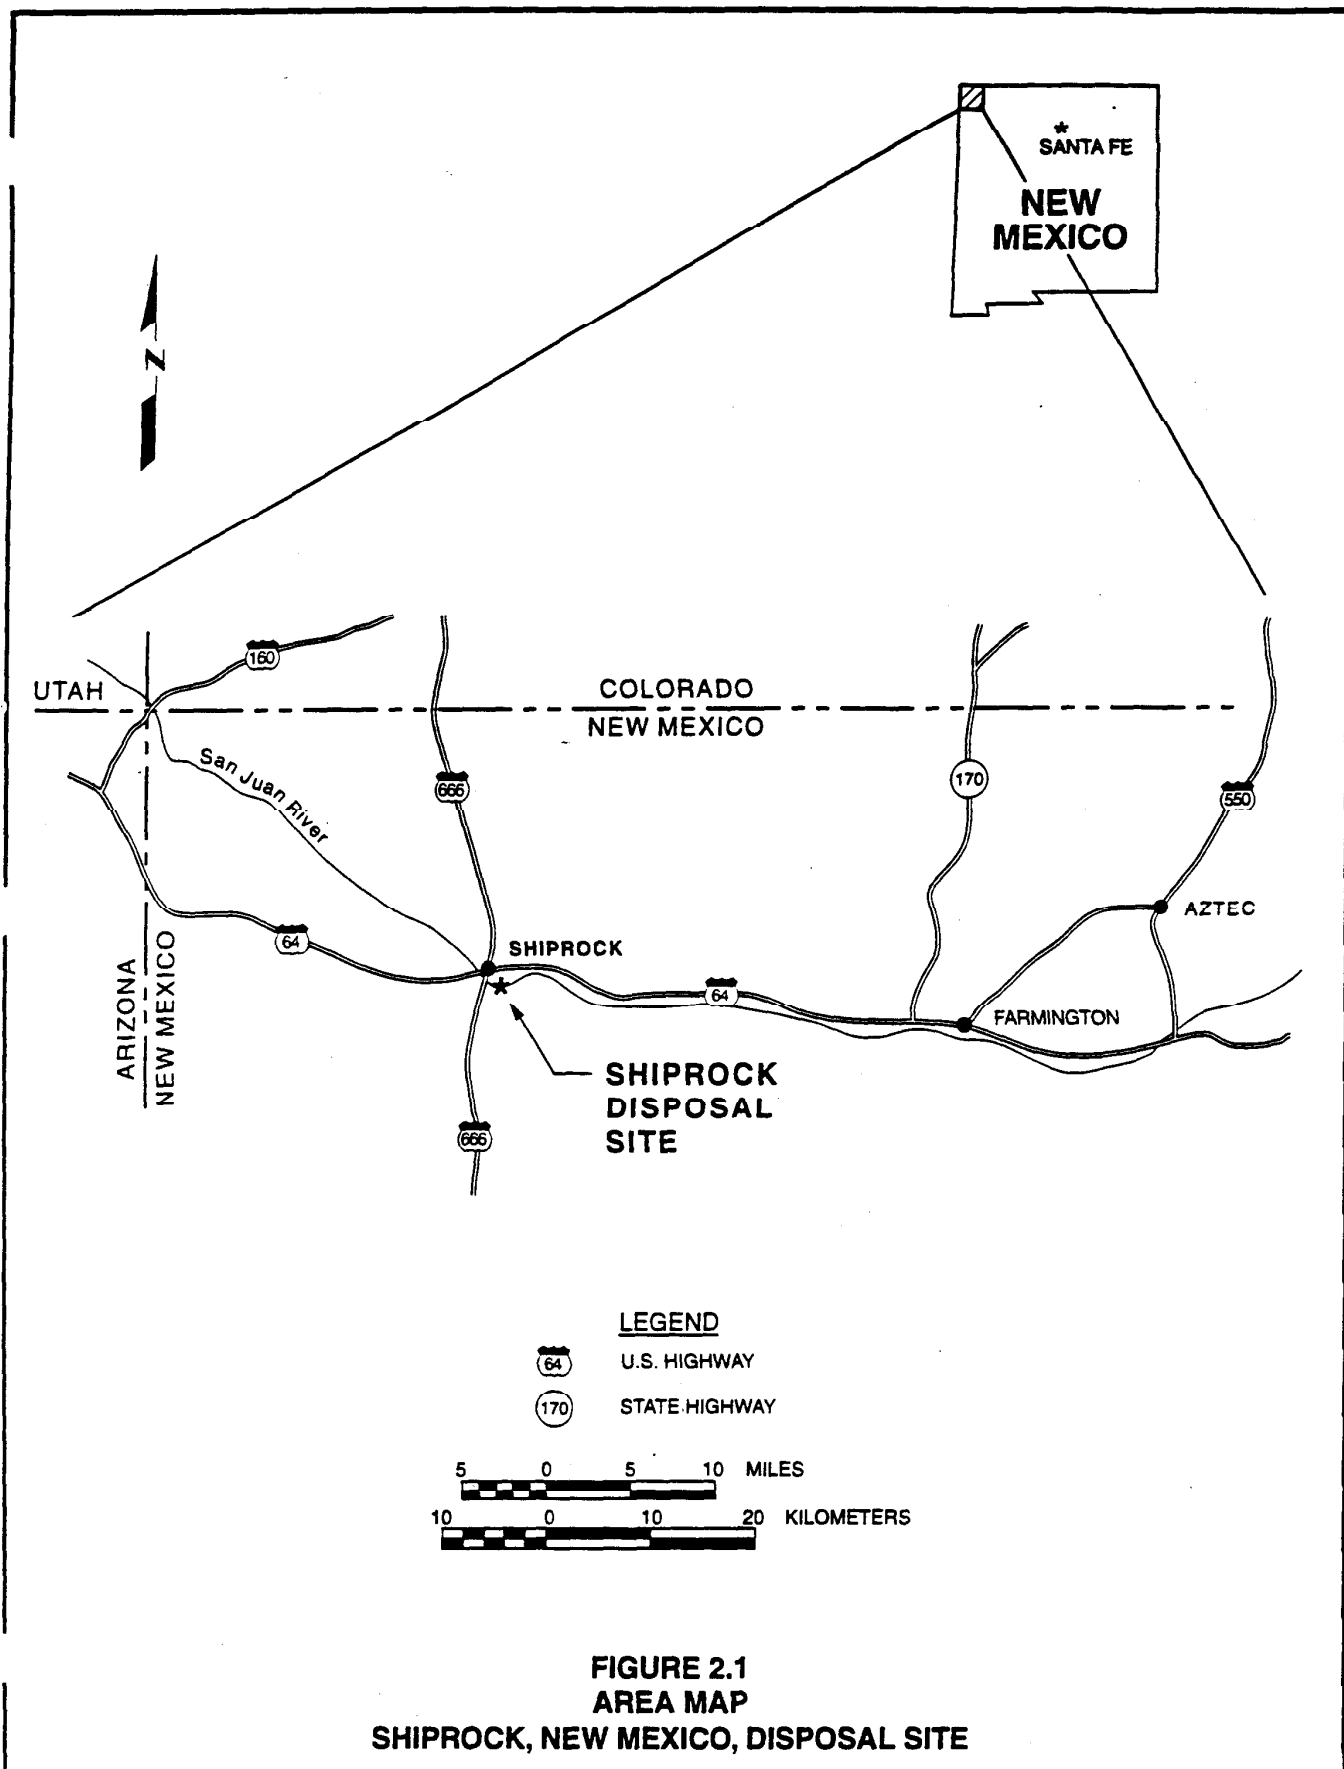 SANTA FE
NEW
MEXICO
N
160
UTAH
COLORADO
NEW MEXICO
San Juan River
666
170
550
AZTEC
64
SHIPROCK
64
FARMINGTON
ARIZONA
NEW MEXICO
SHIPROCK
DISPOSAL
SITE
666
LEGEND
64 U.S. HIGHWAY
170 STATE HIGHWAY
5 0 5 10 MILES
10 0 10 20 KILOMETERS
FIGURE 2.1
AREA MAP
SHIPROCK, NEW MEXICO, DISPOSAL SITE